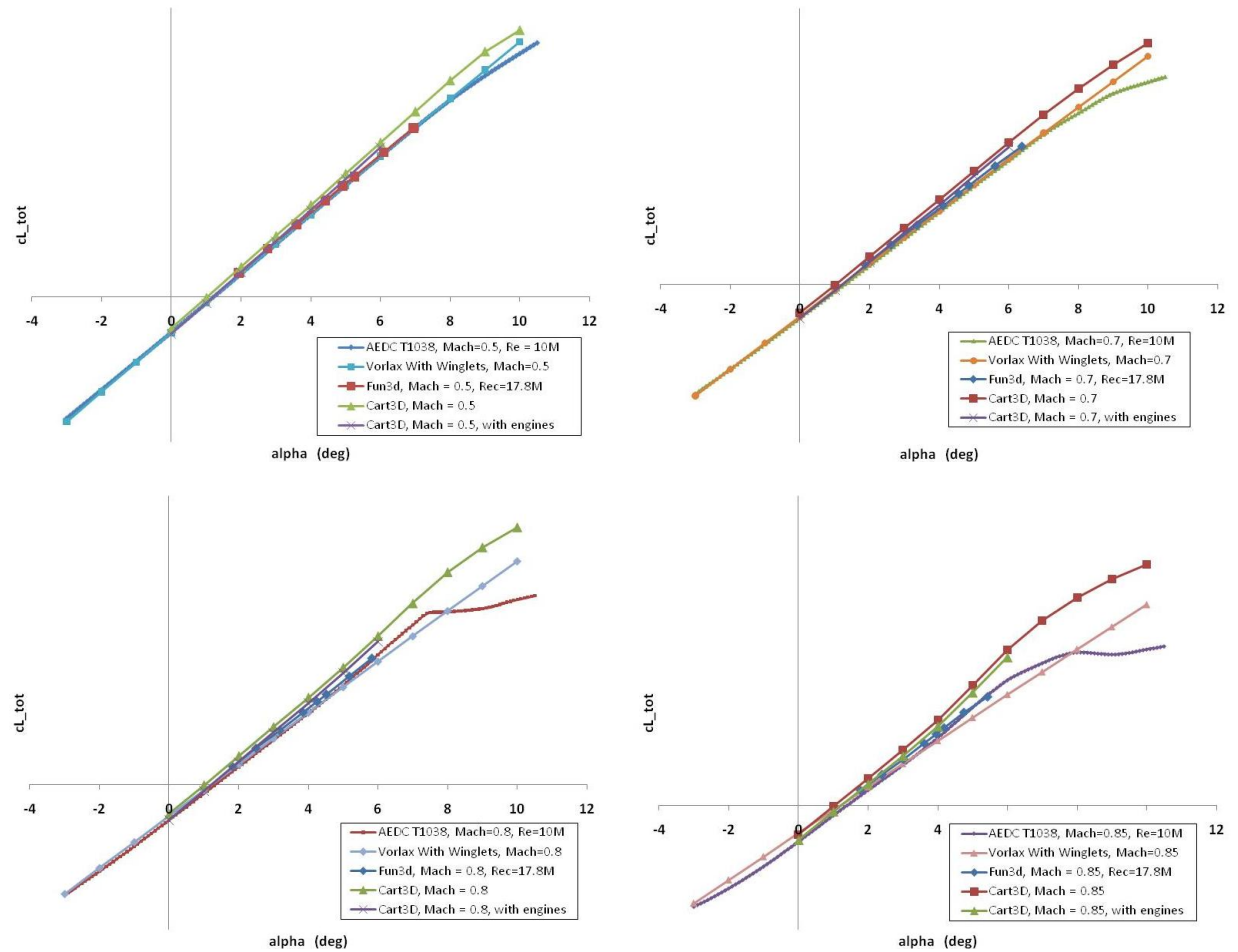 cL_tot
-4 -2 0 2 4 6 8 10 12
AEDC T1038, Mach=0.5, Re = 10M
Vorlax With Winglets, Mach=0.5
Fun3d, Mach = 0.5, Rec=17.8M
Cart3D, Mach = 0.5
Cart3D, Mach = 0.5, with engines
alpha (deg)
cL_tot
-4 -2 0 2 4 6 8 10 12
AEDC T1038, Mach=0.7, Re=10M
Vorlax With Winglets, Mach=0.7
Fun3d, Mach = 0.7, Rec=17.8M
Cart3D, Mach = 0.7
Cart3D, Mach = 0.7, with engines
alpha (deg)
cL_tot
-4 -2 0 2 4 6 8 10 12
AEDC T1038, Mach=0.8, Re=10M
Vorlax With Winglets, Mach=0.8
Fun3d, Mach = 0.8, Rec=17.8M
Cart3D, Mach = 0.8
Cart3D, Mach = 0.8, with engines
alpha (deg)
cL_tot
-4 -2 0 2 4 6 8 10 12
AEDC T1038, Mach=0.85, Re=10M
Vorlax With Winglets, Mach=0.85
Fun3d, Mach = 0.85, Rec=17.8M
Cart3D, Mach = 0.85
Cart3D, Mach = 0.85, with engines
alpha (deg)